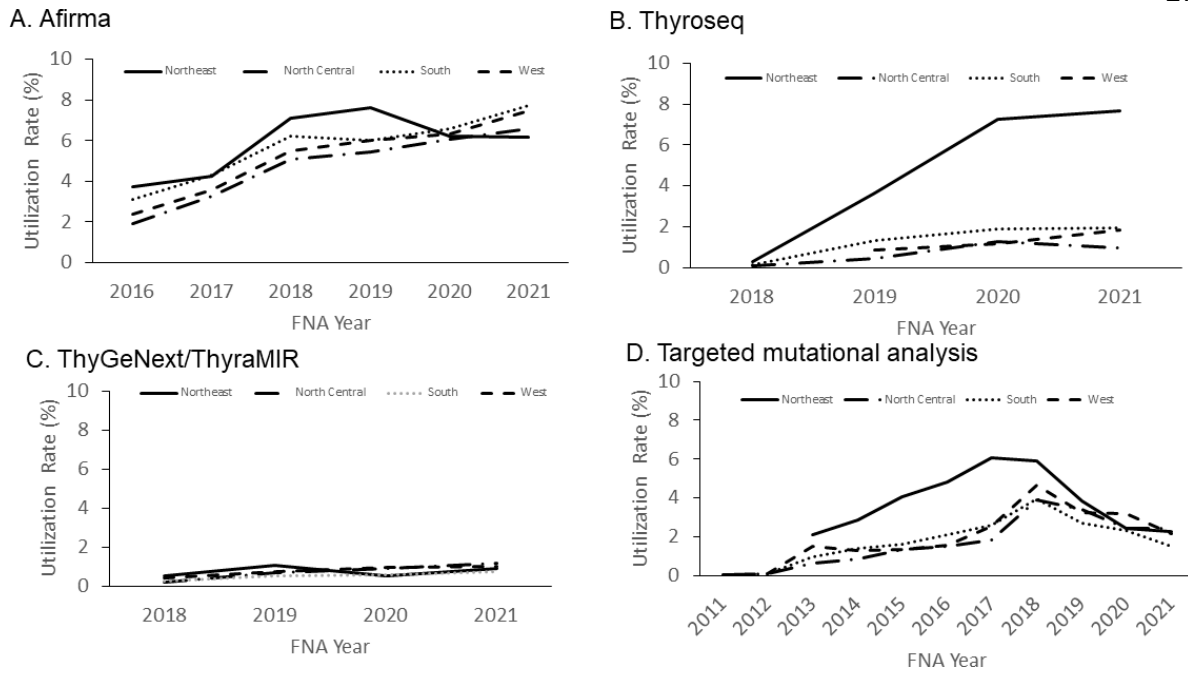 A. Afirma
Utilization Rate (%)
10
8
6
4
2
0
Northeast North Central South West
2016 2017 2018 2019 2020 2021
FNA Year
B. Thyroseq
Utilization Rate (%)
10
8
6
4
2
0
Northeast North Central South West
2018 2019 2020 2021
FNA Year
C. ThyGeNext/ThyraMIR
Utilization Rate (%)
10
8
6
4
2
0
Northeast North Central South West
2018 2019 2020 2021
FNA Year
D. Targeted mutational analysis
Utilization Rate (%)
10
8
6
4
2
0
Northeast North Central South West
2011 2012 2013 2014 2015 2016 2017 2018 2019 2020 2021
FNA Year